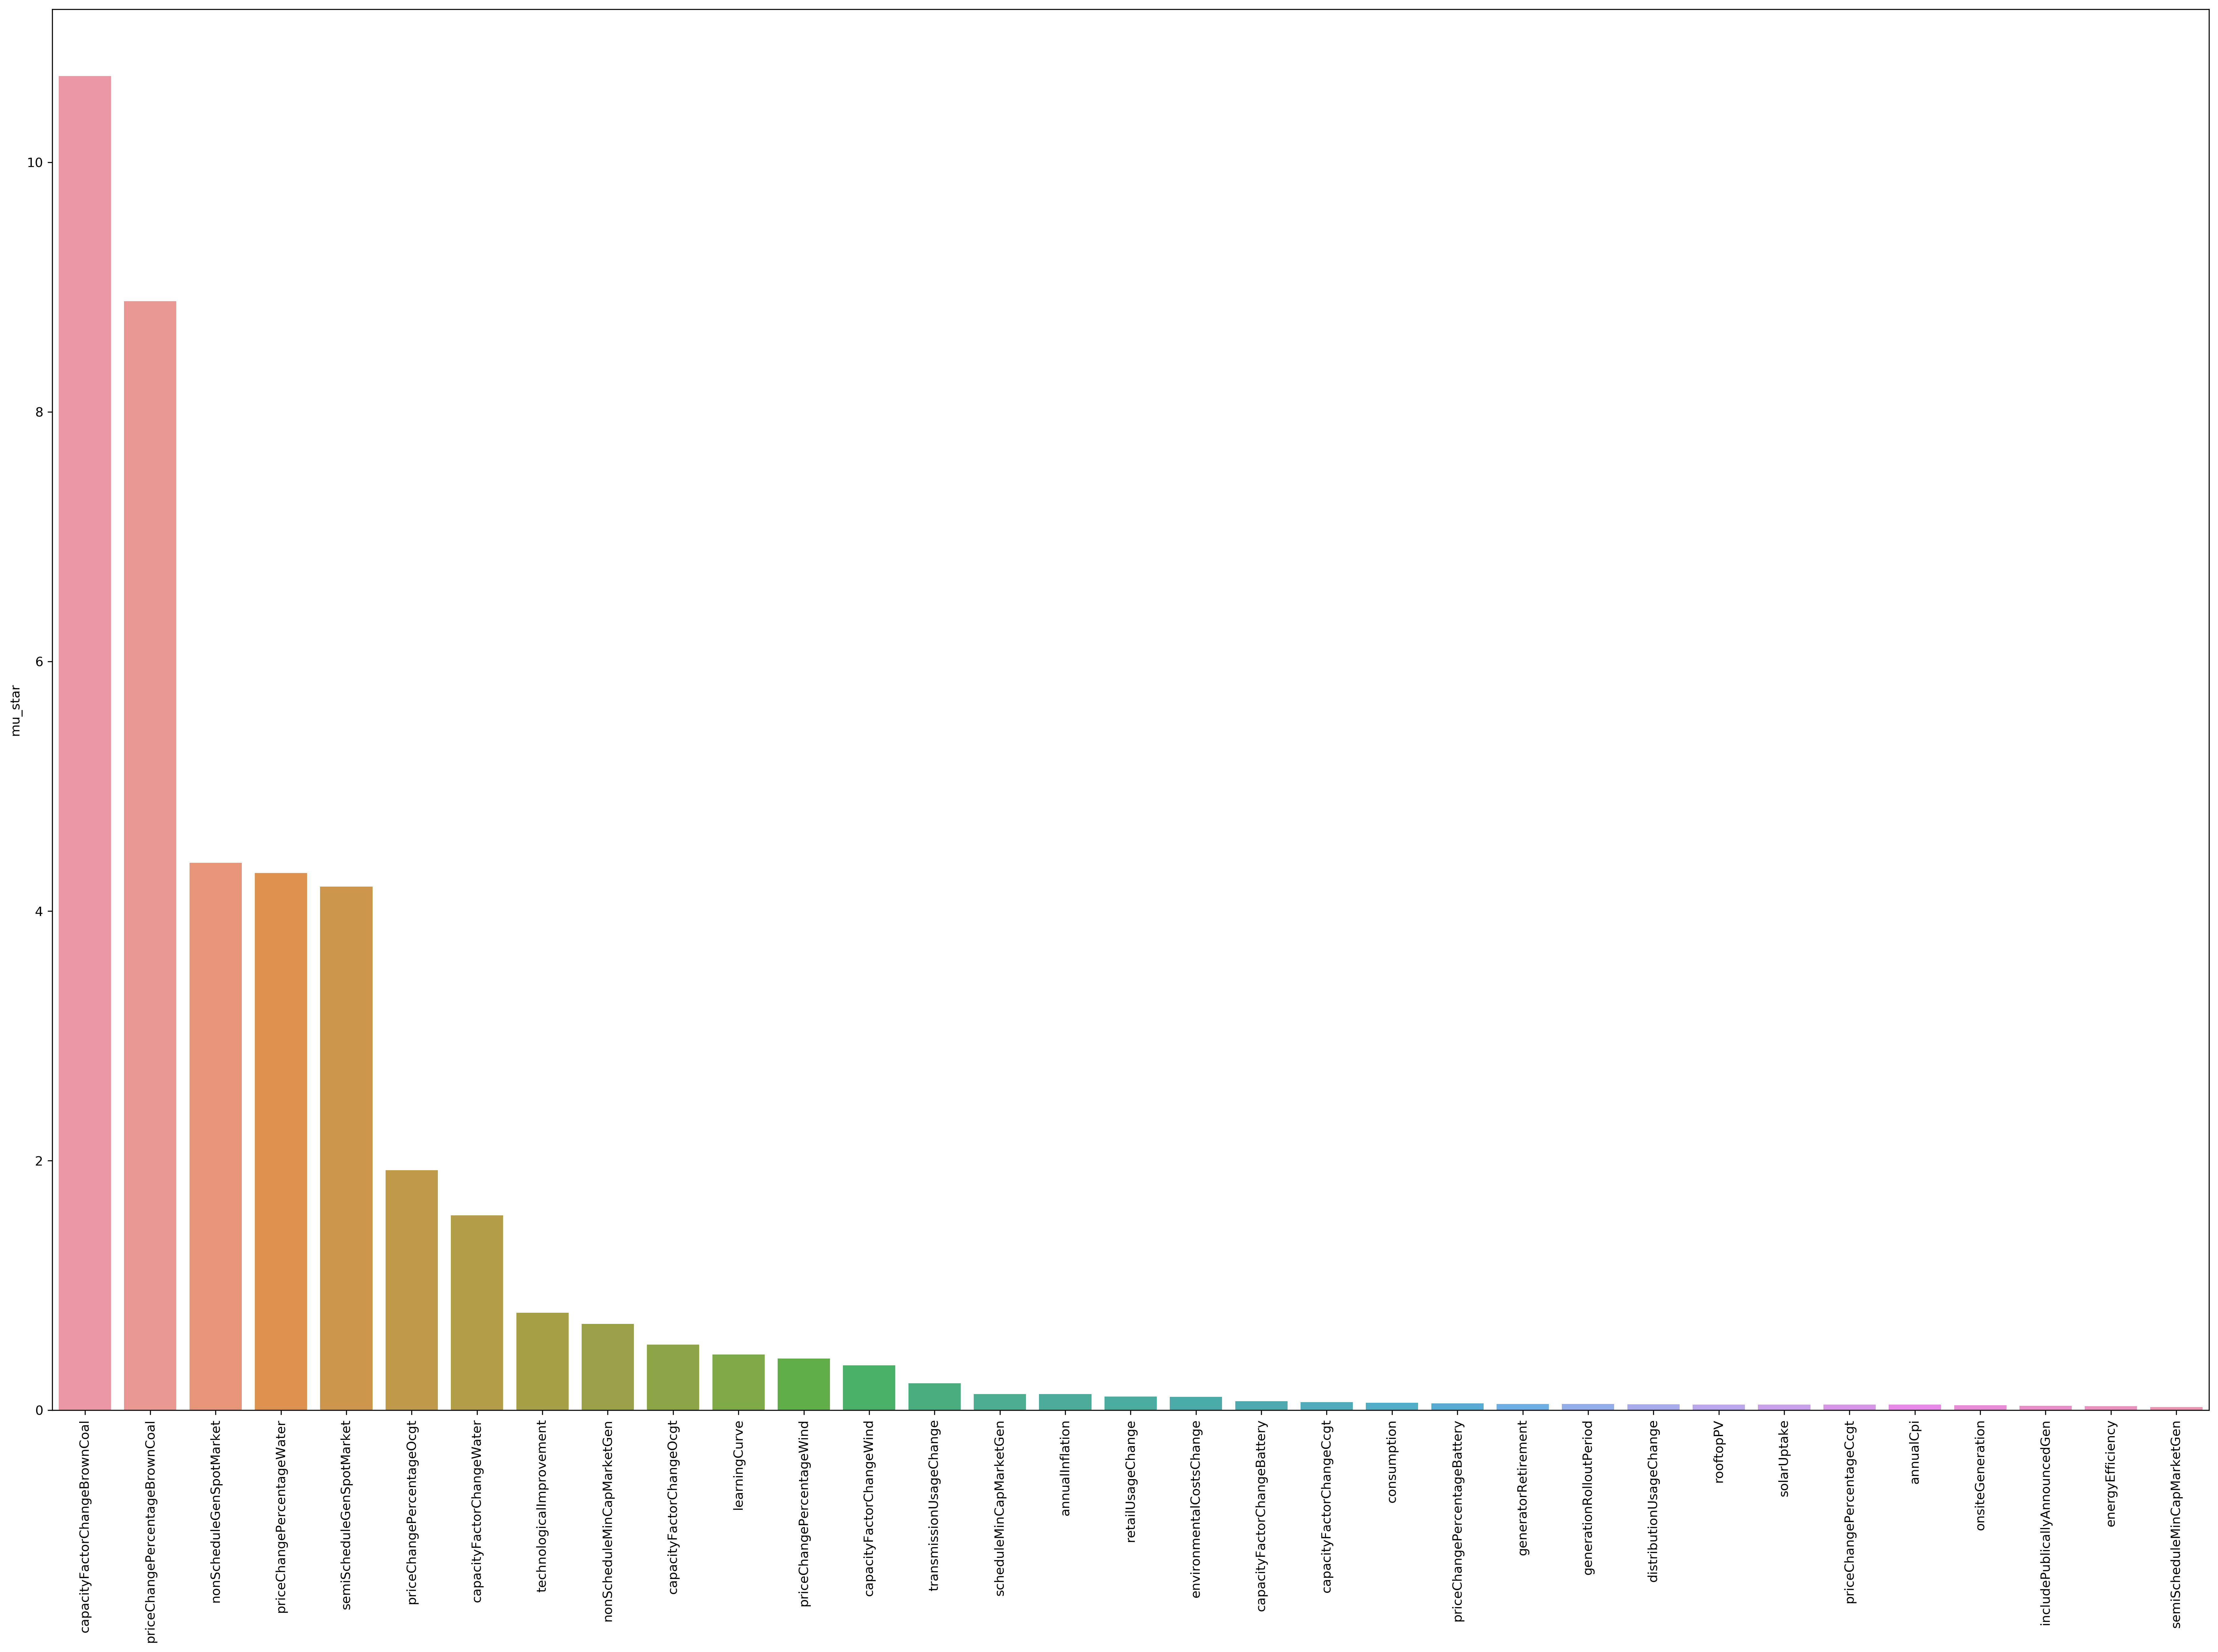 10
8
6
4
2
0
mu_star
capacityFactorChangeBrownCoal
priceChangePercentageBrownCoal
nonScheduleGenSpotMarket
priceChangePercentageWater
semiScheduleGenSpotMarket
priceChangePercentageOcgt
capacityFactorChangeWater
technologicalImprovement
nonScheduleMinCapMarketGen
capacityFactorChangeOcgt
learningCurve
priceChangePercentageWind
capacityFactorChangeWind
transmissionUsageChange
scheduleMinCapMarketGen
annualInflation
retailUsageChange
environmentalCostsChange
capacityFactorChangeBattery
capacityFactorChangeCcgt
consumption
priceChangePercentageBattery
generatorRetirement
generationRolloutPeriod
distributionUsageChange
rooftopPV
solarUptake
priceChangePercentageCcgt
annualCpi
onsiteGeneration
includePublicallyAnnouncedGen
energyEfficiency
semiScheduleMinCapMarketGen